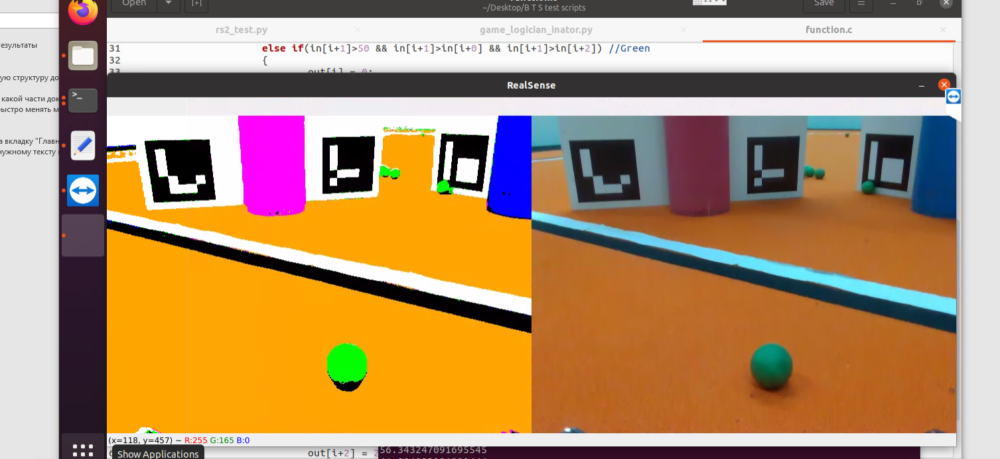 Open
~/Desktop/B T S test scripts
Save
rs2_test.py
game_logician_inator.py
function.c
езультаты
31 else if(in[i+1]>50 && in[i+1]>in[i+0] && in[i+1]>in[i+2]) //Green
32 {
33 out[i] = 0;
ую структуру до
RealSense
какой части док
ыстро менять м
а вкладку "Главн
нужному тексту
(x=118, y=457) ~ R:255 G:165 B:0
Show Applications
out[i+2] = 2
56.343247091695545